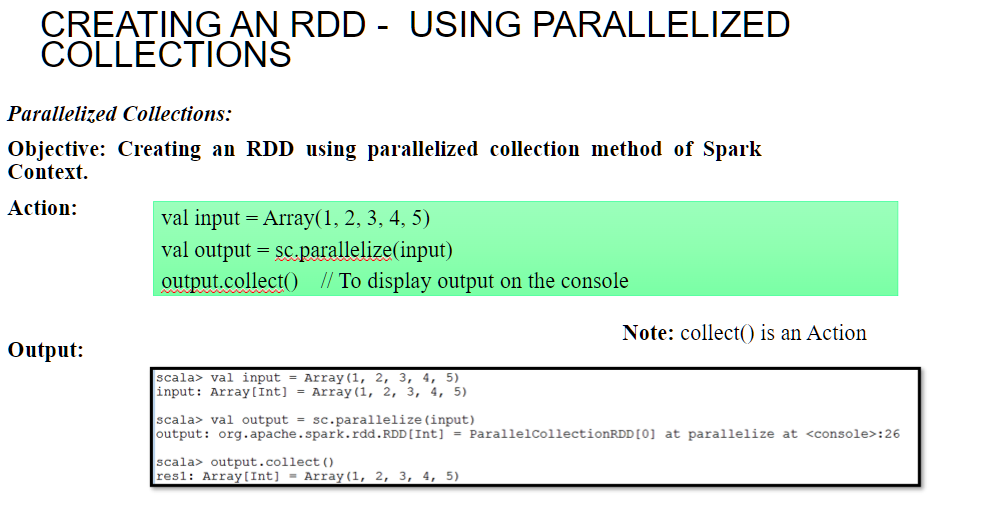 CREATING AN RDD - USING PARALLELIZED
COLLECTIONS
Parallelized Collections:
Objective: Creating an RDD using parallelized collection method of Spark
Context.
Action:
val input = Array(1, 2, 3, 4, 5)
val output = sc.parallelize(input)
output.collect() // To display output on the console
Note: collect() is an Action
Output:
scala> val input = Array(1, 2, 3, 4, 5)
input: Array[Int] = Array(1, 2, 3, 4, 5)
scala> val output = sc.parallelize(input)
output: org.apache.spark.rdd.RDD[Int] = ParallelCollectionRDD[0] at parallelize at <console>:26
scala> output.collect()
res1: Array[Int] = Array(1, 2, 3, 4, 5)